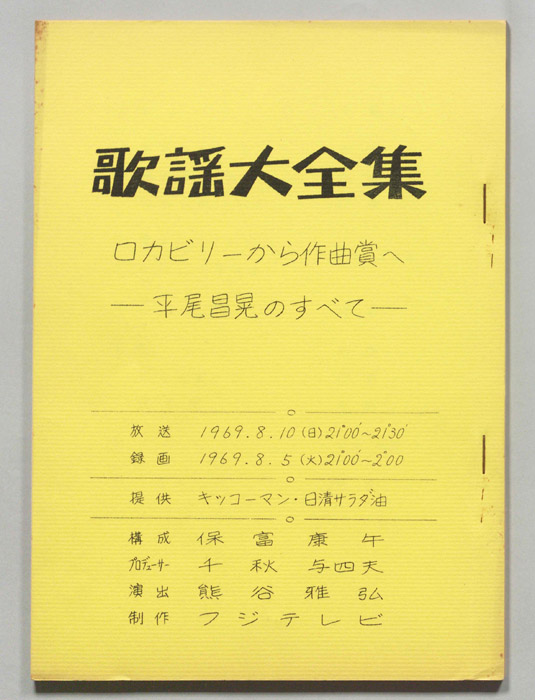 歌謡大全集
ロカビリーから作曲賞へ
―平尾昌晃のすべて―
放送 1969.8.10(日)21°00′~21°30′
録画 1969.8.5(火)21°00′~2°00
提供 キッコーマン・日清サラダ油
構成 保富康午
プロデューサー 千秋与四夫
演出 熊谷雅弘
制作 フジテレビ